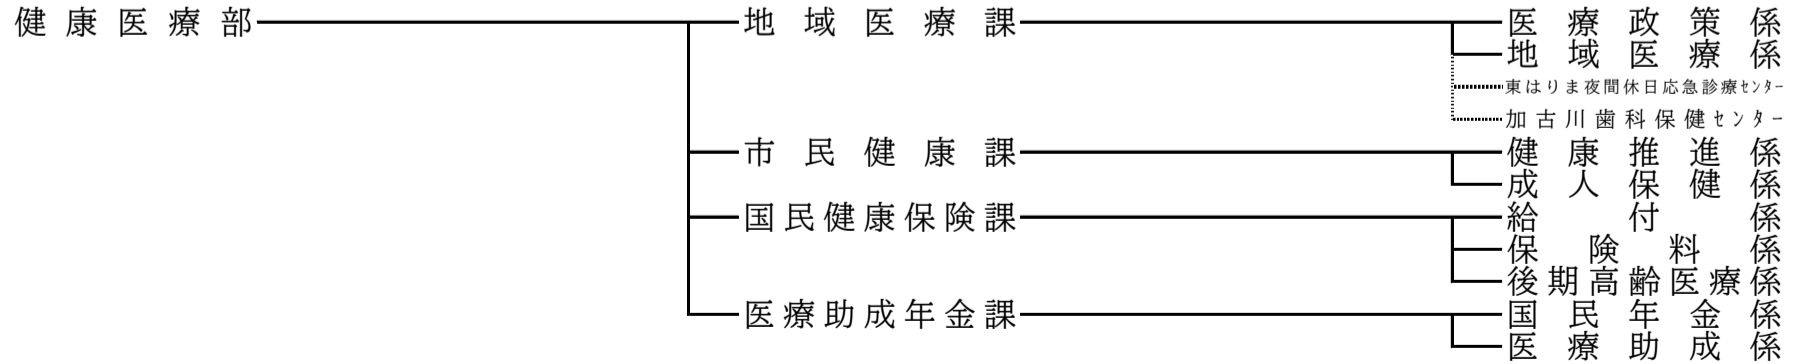 健康医療部 地域医療課 医療政策係
地域医療係
東はりま夜間休日応急診療センター
加古川歯科保健センター
市民健康課 健康推進係
成人保健係
国民健康保険課 給付係
保険料係
後期高齢医療係
医療助成年金課 国民年金係
医療助成係